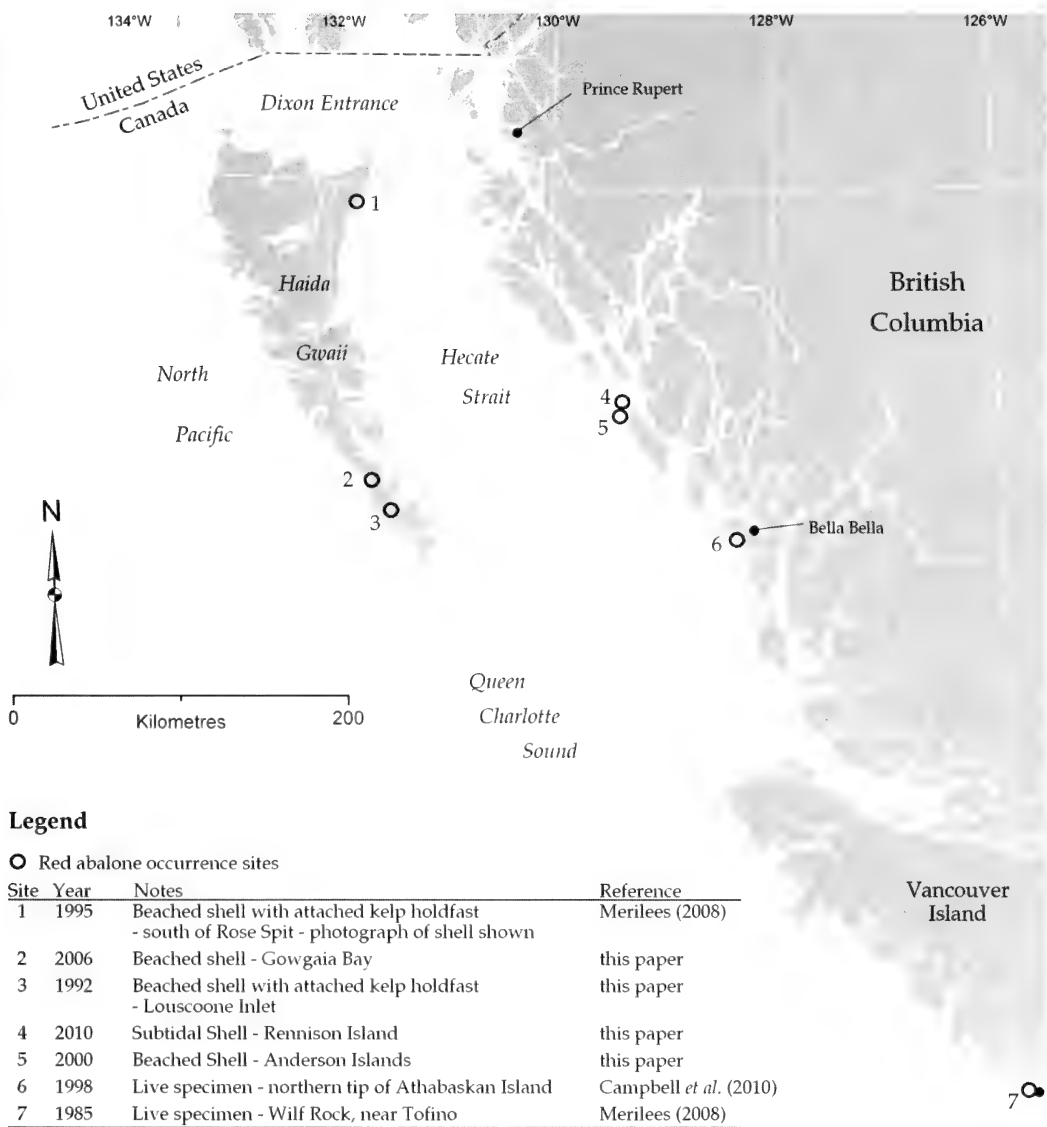 134°W 132°W 130°W 128°W 126°W
United States
Canada
Dixon Entrance
Prince Rupert
1
Haida
Gwaii
British
Columbia
North
Pacific
Hecate
Strait
4
5
2
3
N
6
Bella Bella
0 Kilometres 200
Queen
Charlotte
Sound
Vancouver
Island
7
Legend
Red abalone occurrence sites
Site Year Notes Reference
1 1995 Beached shell with attached kelp holdfast Merilees (2008)
- south of Rose Spit - photograph of shell shown
2 2006 Beached shell - Gowgaia Bay this paper
3 1992 Beached shell with attached kelp holdfast this paper
- Louscoone Inlet
4 2010 Subtidal Shell - Rennison Island this paper
5 2000 Beached Shell - Anderson Islands this paper
6 1998 Live specimen - northern tip of Athabaskan Island Campbell et al. (2010)
7 1985 Live specimen - Wilf Rock, near Tofino Merilees (2008)